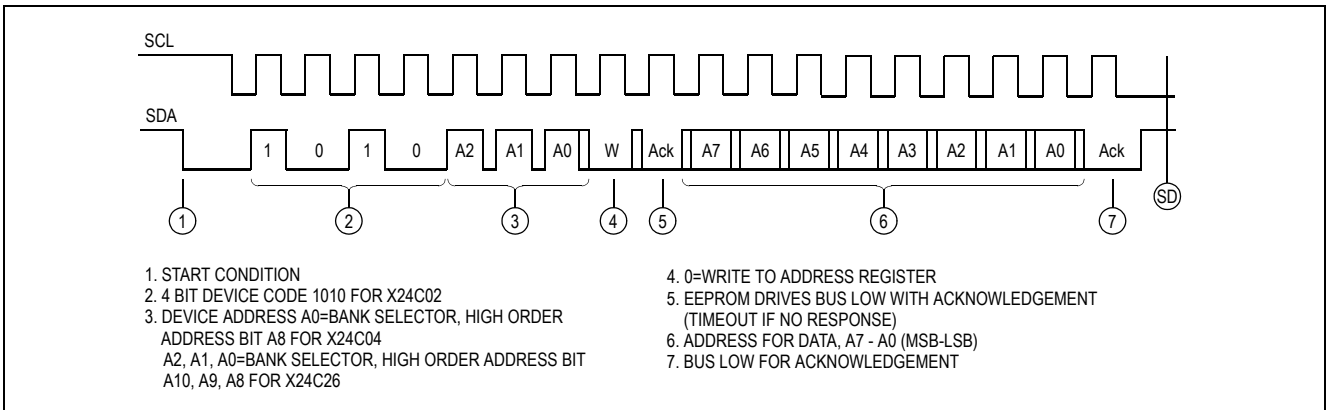 SCL
SDA
1 0 1 0 A2 A1 A0 W Ack A7 A6 A5 A4 A3 A2 A1 A0 Ack
1 2 3 4 5 6 7 SD
1. START CONDITION
2. 4 BIT DEVICE CODE 1010 FOR X24C02
3. DEVICE ADDRESS A0=BANK SELECTOR, HIGH ORDER
ADDRESS BIT A8 FOR X24C04
A2, A1, A0=BANK SELECTOR, HIGH ORDER ADDRESS BIT
A10, A9, A8 FOR X24C26
4. 0=WRITE TO ADDRESS REGISTER
5. EEPROM DRIVES BUS LOW WITH ACKNOWLEDGEMENT
(TIMEOUT IF NO RESPONSE)
6. ADDRESS FOR DATA, A7 - A0 (MSB-LSB)
7. BUS LOW FOR ACKNOWLEDGEMENT